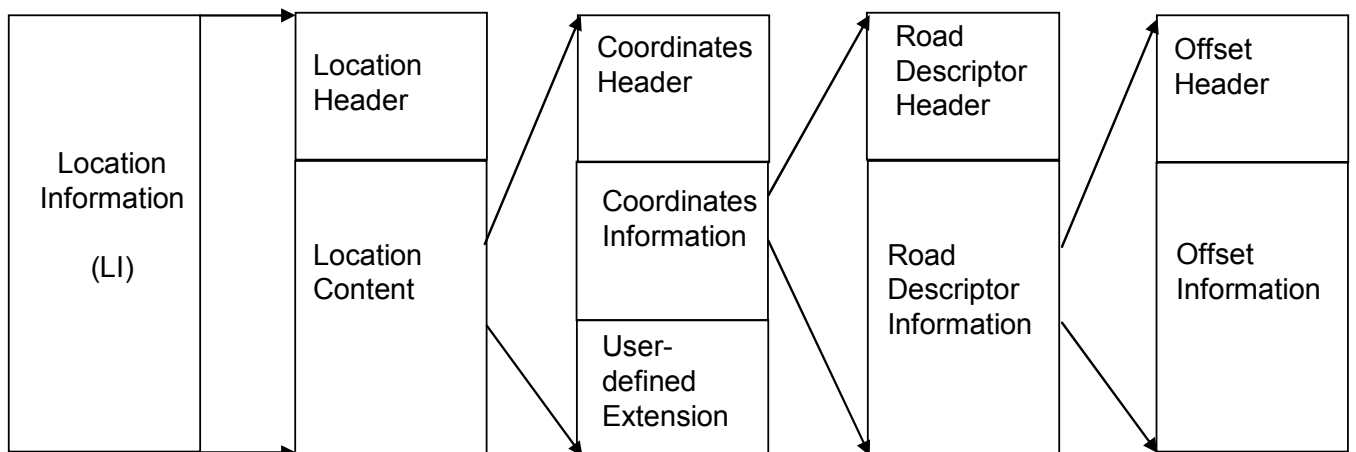 Location
Information
(LI)
Location
Header
Location
Content
Coordinates
Header
Coordinates
Information
User-
defined
Extension
Road
Descriptor
Header
Road
Descriptor
Information
Offset
Header
Offset
Information